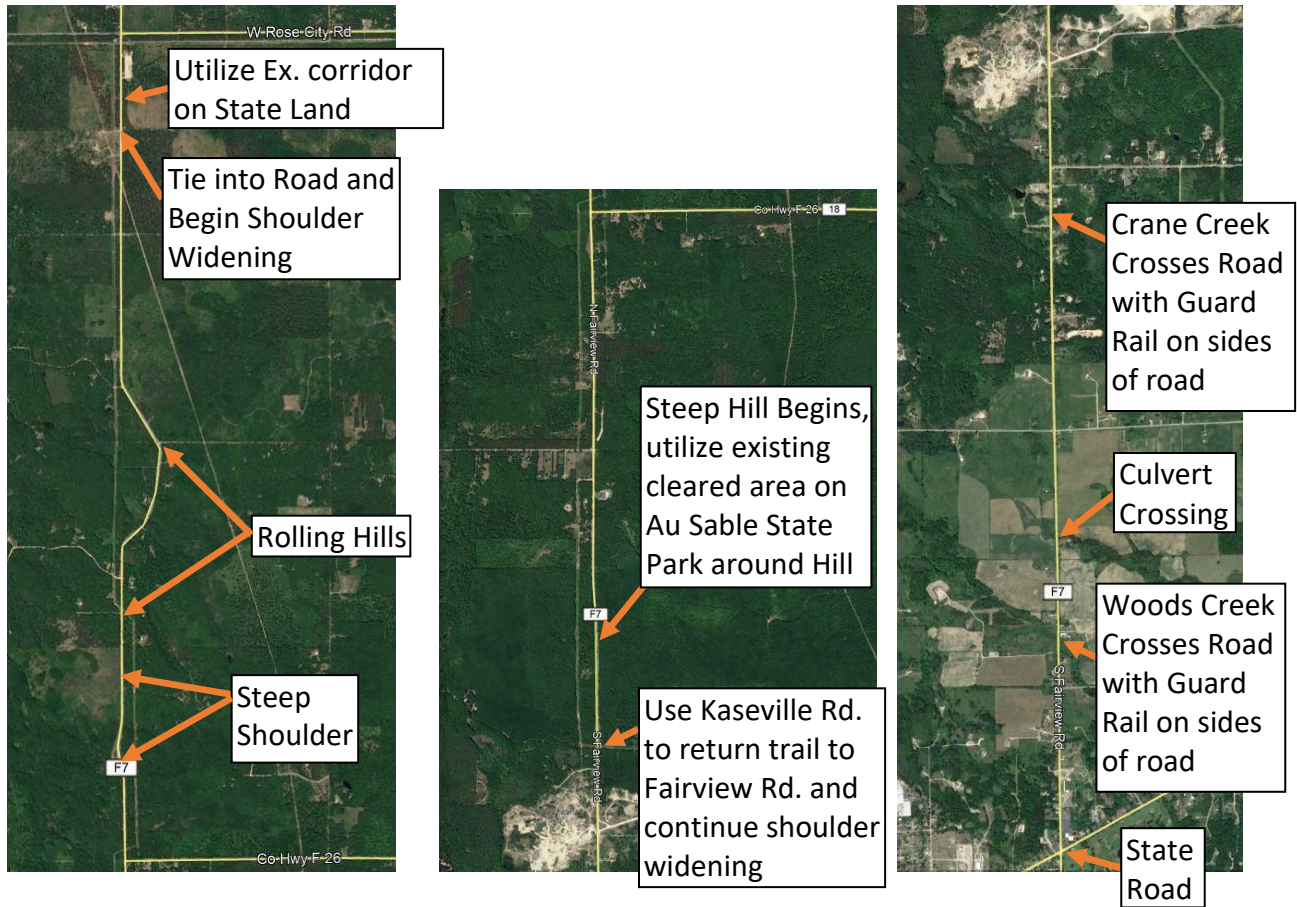 W Rose City Rd
Utilize Ex. corridor
on State Land
Tie into Road and
Begin Shoulder
Widening
Rolling Hills
Steep
Shoulder
F7
Co Hwy F 26
Co Hwy F 26 18
N Fairview Rd
Steep Hill Begins,
utilize existing
cleared area on
Au Sable State
Park around Hill
F7
Use Kaseville Rd.
to return trail to
Fairview Rd. and
continue shoulder
widening
S Fairview Rd
Crane Creek
Crosses Road
with Guard
Rail on sides
of road
Culvert
Crossing
F7
Woods Creek
Crosses Road
with Guard
Rail on sides
of road
S Fairview Rd
State
Road